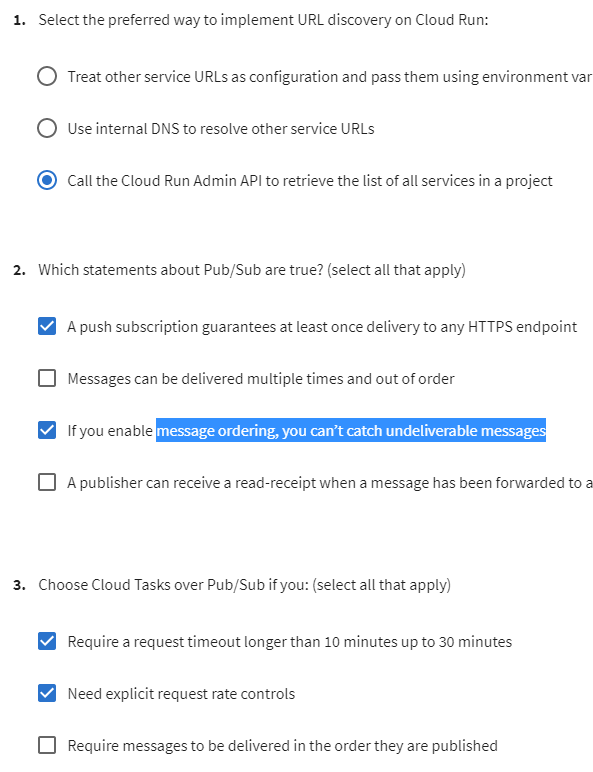 1. Select the preferred way to implement URL discovery on Cloud Run:
Treat other service URLs as configuration and pass them using environment var
Use internal DNS to resolve other service URLs
Call the Cloud Run Admin API to retrieve the list of all services in a project
2. Which statements about Pub/Sub are true? (select all that apply)
A push subscription guarantees at least once delivery to any HTTPS endpoint
Messages can be delivered multiple times and out of order
If you enable message ordering, you can’t catch undeliverable messages
A publisher can receive a read-receipt when a message has been forwarded to a
3. Choose Cloud Tasks over Pub/Sub if you: (select all that apply)
Require a request timeout longer than 10 minutes up to 30 minutes
Need explicit request rate controls
Require messages to be delivered in the order they are published